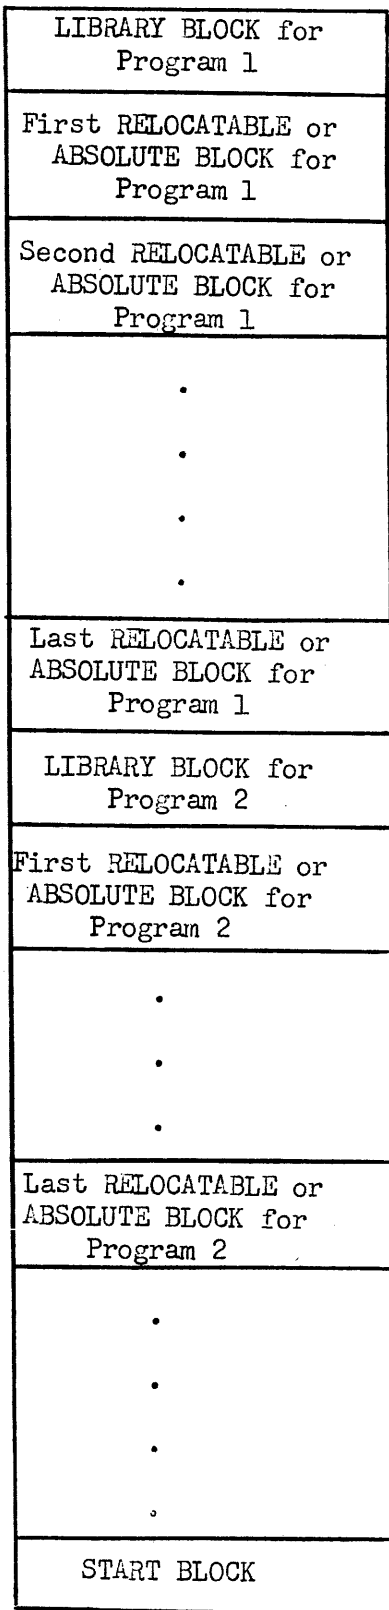 LIBRARY BLOCK for
Program 1
First RELOCATABLE or
ABSOLUTE BLOCK for
Program 1
Second RELOCATABLE or
ABSOLUTE BLOCK for
Program 1
.
.
.
.
Last RELOCATABLE or
ABSOLUTE BLOCK for
Program 1
LIBRARY BLOCK for
Program 2
First RELOCATABLE or
ABSOLUTE BLOCK for
Program 2
.
.
.
Last RELOCATABLE or
ABSOLUTE BLOCK for
Program 2
.
.
.
.
START BLOCK